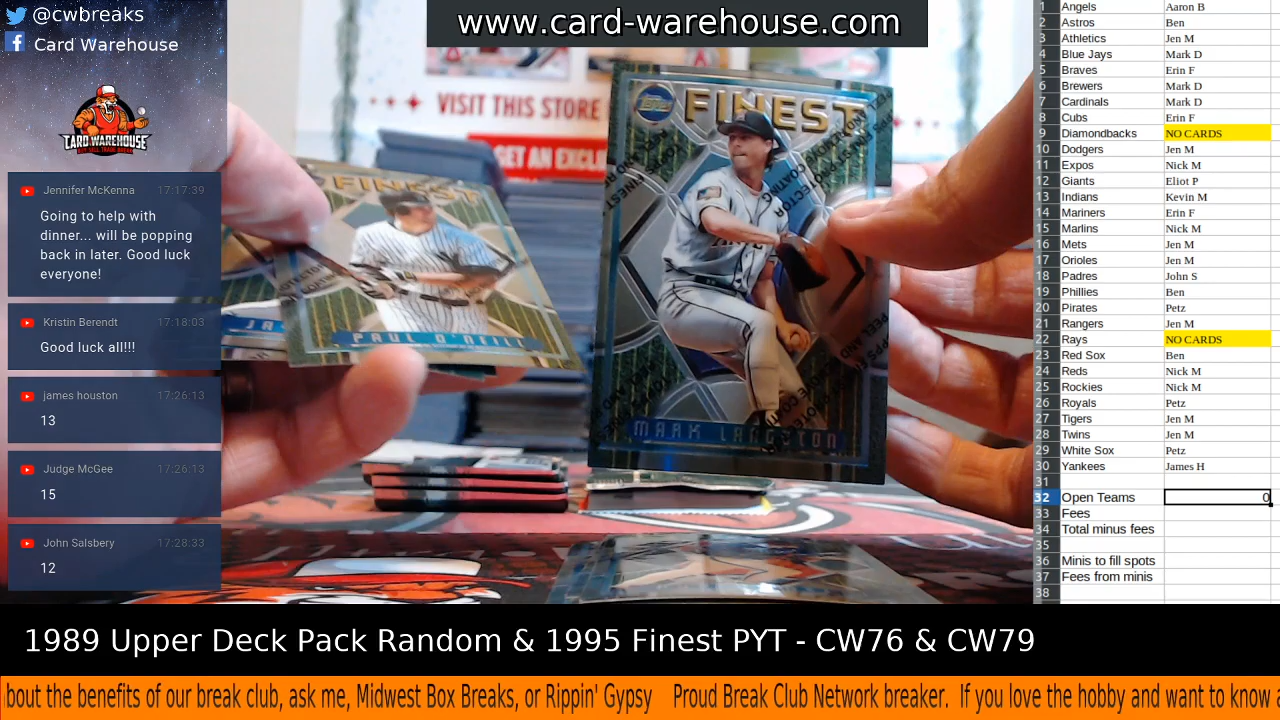 @cwbreaks
Card Warehouse
CARD WAREHOUSE
BUY SELL TRADE BREAK
Jennifer McKenna 17:17:39
Going to help with
dinner... will be popping
back in later. Good luck
everyone!
Kristin Berendt 17:18:03
Good luck all!!!
james houston 17:26:13
13
Judge McGee 17:26:13
15
John Salsbery 17:28:33
12
www.card-warehouse.com
VISIT THIS STORE
GET AN EXCLU
FINEST
PAUL O'NEILL
JA
Topps
FINEST
MARK LANGSTON
1 Angels Aaron B
2 Astros Ben
3 Athletics Jen M
4 Blue Jays Mark D
5 Braves Erin F
6 Brewers Mark D
7 Cardinals Mark D
8 Cubs Erin F
9 Diamondbacks NO CARDS
10 Dodgers Jen M
11 Expos Nick M
12 Giants Eliot P
13 Indians Kevin M
14 Mariners Erin F
15 Marlins Nick M
16 Mets Jen M
17 Orioles Jen M
18 Padres John S
19 Phillies Ben
20 Pirates Petz
21 Rangers Jen M
22 Rays NO CARDS
23 Red Sox Ben
24 Reds Nick M
25 Rockies Nick M
26 Royals Petz
27 Tigers Jen M
28 Twins Jen M
29 White Sox Petz
30 Yankees James H
31
32 Open Teams 0
33 Fees
34 Total minus fees
35
36 Minis to fill spots
37 Fees from minis
38
1989 Upper Deck Pack Random & 1995 Finest PYT - CW76 & CW79
bout the benefits of our break club, ask me, Midwest Box Breaks, or Rippin' Gypsy Proud Break Club Network breaker. If you love the hobby and want to know a